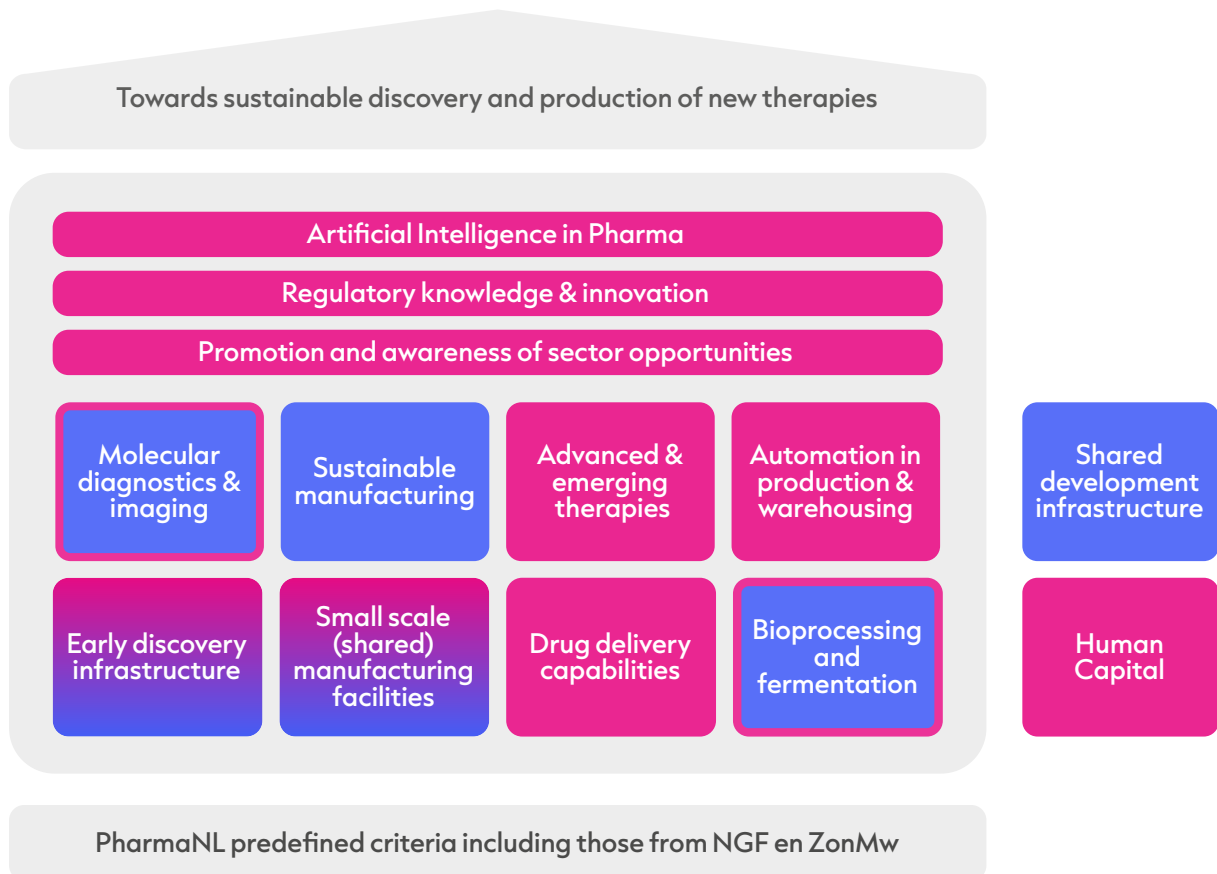 Towards sustainable discovery and production of new therapies
Artificial Intelligence in Pharma
Regulatory knowledge & innovation
Promotion and awareness of sector opportunities
Molecular
diagnostics &
imaging
Sustainable
manufacturing
Advanced &
emerging
therapies
Automation in
production &
warehousing
Shared
development
infrastructure
Early discovery
infrastructure
Small scale
(shared)
manufacturing
facilities
Drug delivery
capabilities
Bioprocessing
and
fermentation
Human
Capital
PharmaNL predefined criteria including those from NGF en ZonMw